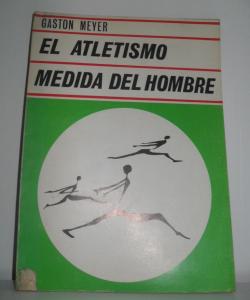 GASTON MEYER
EL ATLETISMO
MEDIDA DEL HOMBRE